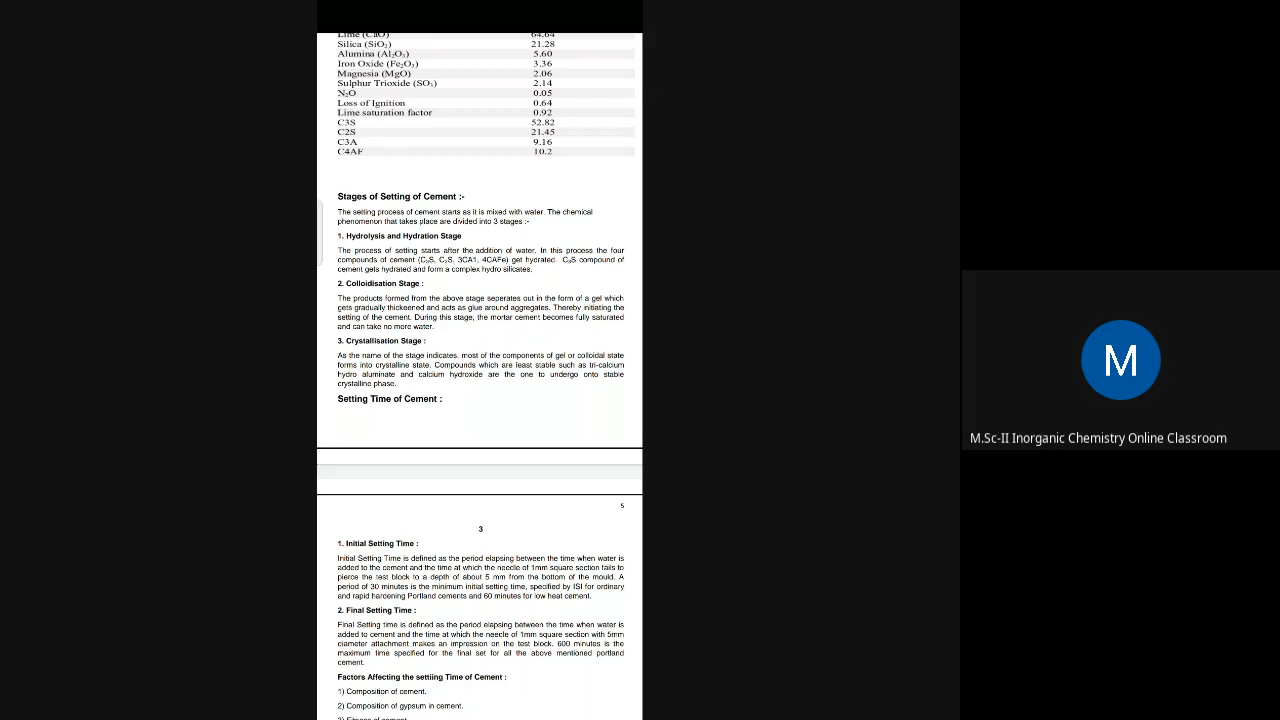 Lime (CaO) 64.64
Silica (SiO₂) 21.28
Alumina (Al₂O₃) 5.60
Iron Oxide (Fe₂O₃) 3.36
Magnesia (MgO) 2.06
Sulphur Trioxide (SO₃) 2.14
N₂O 0.05
Loss of Ignition 0.64
Lime saturation factor 0.92
C3S 52.82
C2S 21.45
C3A 9.16
C4AF 10.2
Stages of Setting of Cement :-
The setting process of cement starts as it is mixed with water. The chemical
phenomenon that takes place are divided into 3 stages :-
1. Hydrolysis and Hydration Stage
The process of setting starts after the addition of water. In this process the four
compounds of cement (C₃S, C₂S, 3CA1, 4CAFe) get hydrated. C₃S compound of
cement gets hydrated and form a complex hydro silicates.
2. Colloidisation Stage :
The products formed from the above stage seperates out in the form of a gel which
gets gradually thickeened and acts as glue around aggregates. Thereby initiating the
setting of the cement. During this stage, the mortar cement becomes fully saturated
and can take no more water.
3. Crystallisation Stage :
As the name of the stage indicates, most of the components of gel or colloidal state
forms into crystalline state. Compounds which are least stable such as tri-calcium
hydro aluminate and calcium hydroxide are the one to undergo onto stable
crystalline phase.
Setting Time of Cement :
5
3
1. Initial Setting Time :
Initial Setting Time is defined as the period elapsing between the time when water is
added to the cement and the time at which the needle of 1mm square section fails to
pierce the test block to a depth of about 5 mm from the bottom of the mould. A
period of 30 minutes is the minimum initial setting time, specified by ISI for ordinary
and rapid hardening Portland cements and 60 minutes for low heat cement.
2. Final Setting Time :
Final Setting time is defined as the period elapsing between the time when water is
added to cement and the time at which the needle of 1mm square section with 5mm
diameter attachment makes an impression on the test block. 600 minutes is the
maximum time specified for the final set for all the above mentioned portland
cement.
Factors Affecting the settiing Time of Cement :
1) Composition of cement.
2) Composition of gypsum in cement.
M
M.Sc-II Inorganic Chemistry Online Classroom